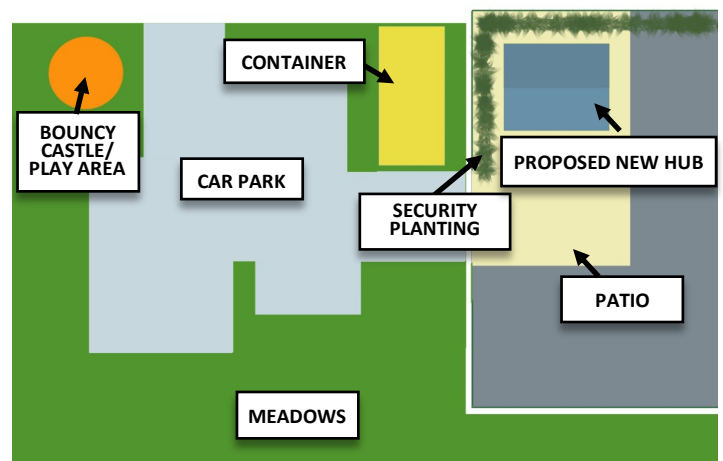 CONTAINER
BOUNCY
CASTLE/
PLAY AREA
CAR PARK
PROPOSED NEW HUB
SECURITY
PLANTING
PATIO
MEADOWS